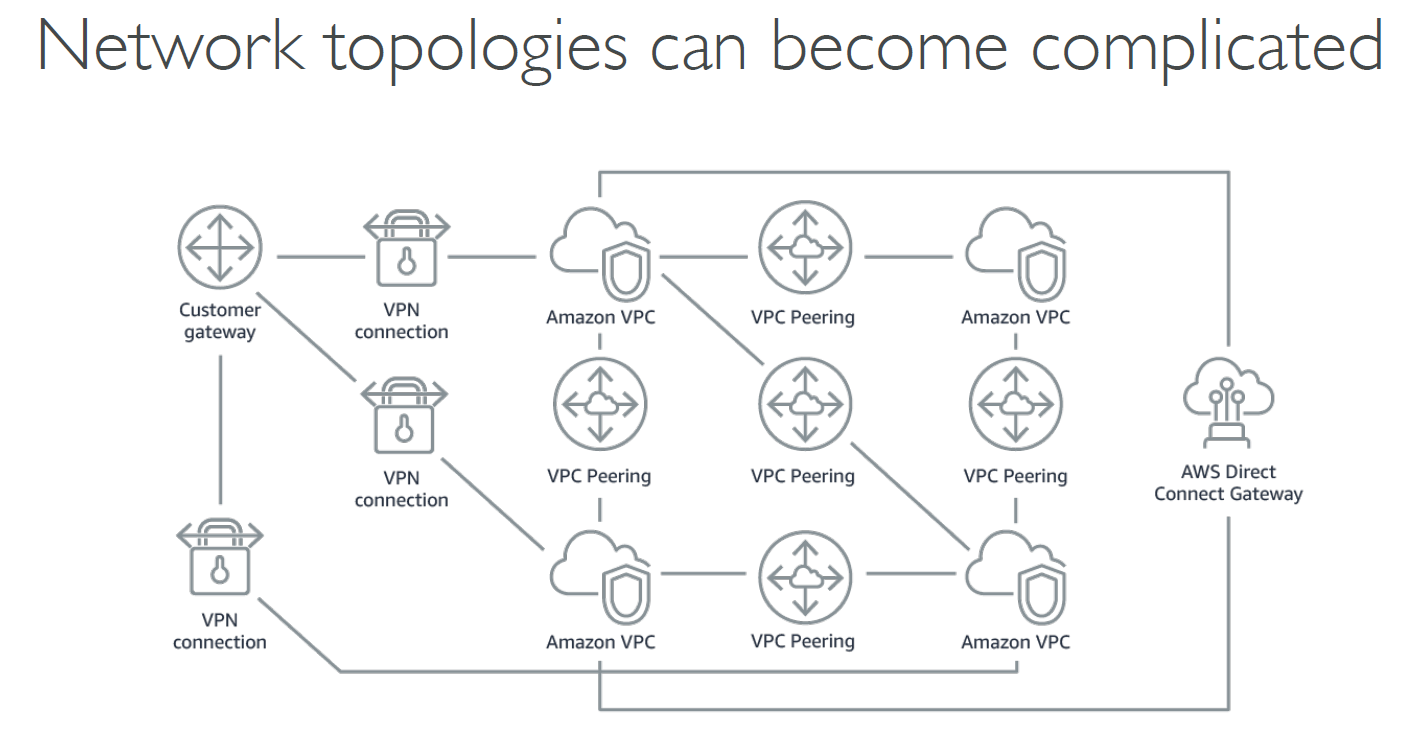 Network topologies can become complicated
Customer
gateway
VPN
connection
Amazon VPC
VPC Peering
Amazon VPC
VPN
connection
VPC Peering
VPC Peering
VPC Peering
AWS Direct
Connect Gateway
VPN
connection
Amazon VPC
VPC Peering
Amazon VPC